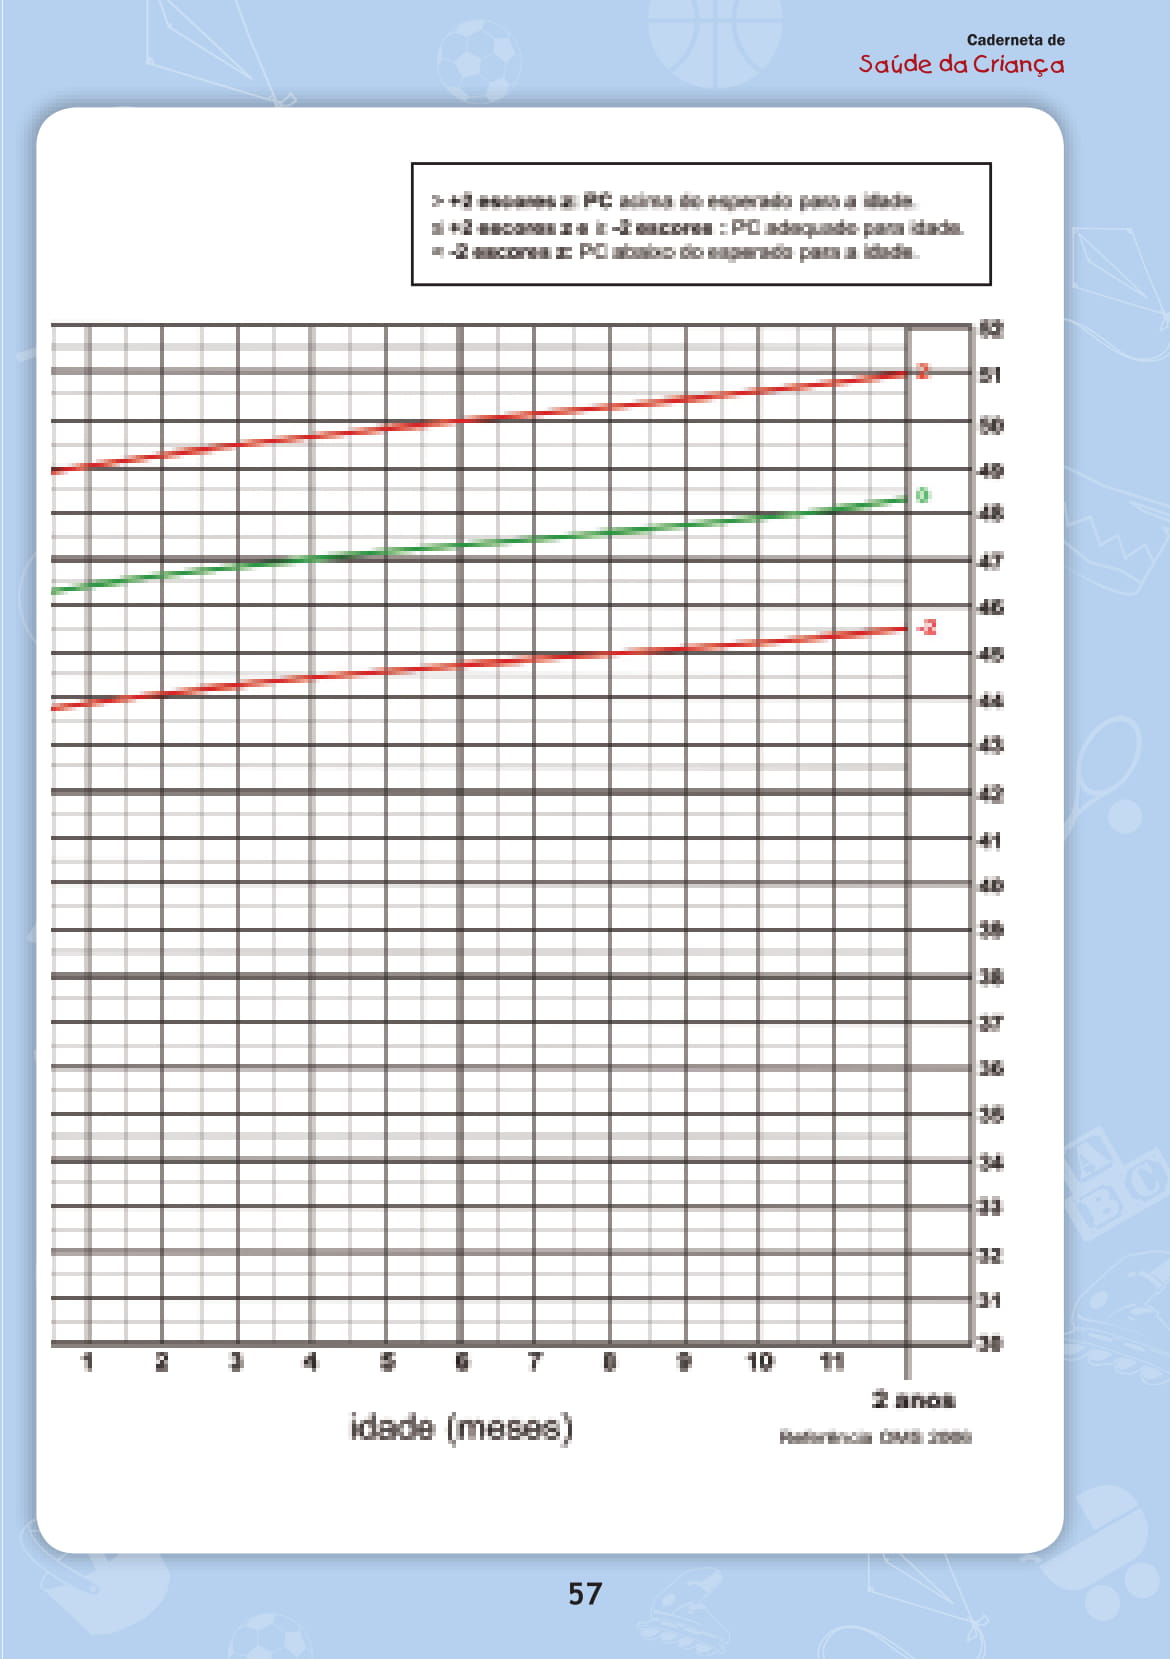 Caderneta de
Saúde da Criança
> +2 escores z: PC acima do esperado para a idade.
≤ +2 escores z e ≥ -2 escores : PC adequado para idade.
< -2 escores z: PC abaixo do esperado para a idade.
52
2
51
50
49
0
48
47
46
-2
45
44
43
42
41
40
39
38
37
36
35
34
33
32
31
30
1 2 3 4 5 6 7 8 9 10 11
2 anos
idade (meses)
Referência OMS 2006
A
B
C
57